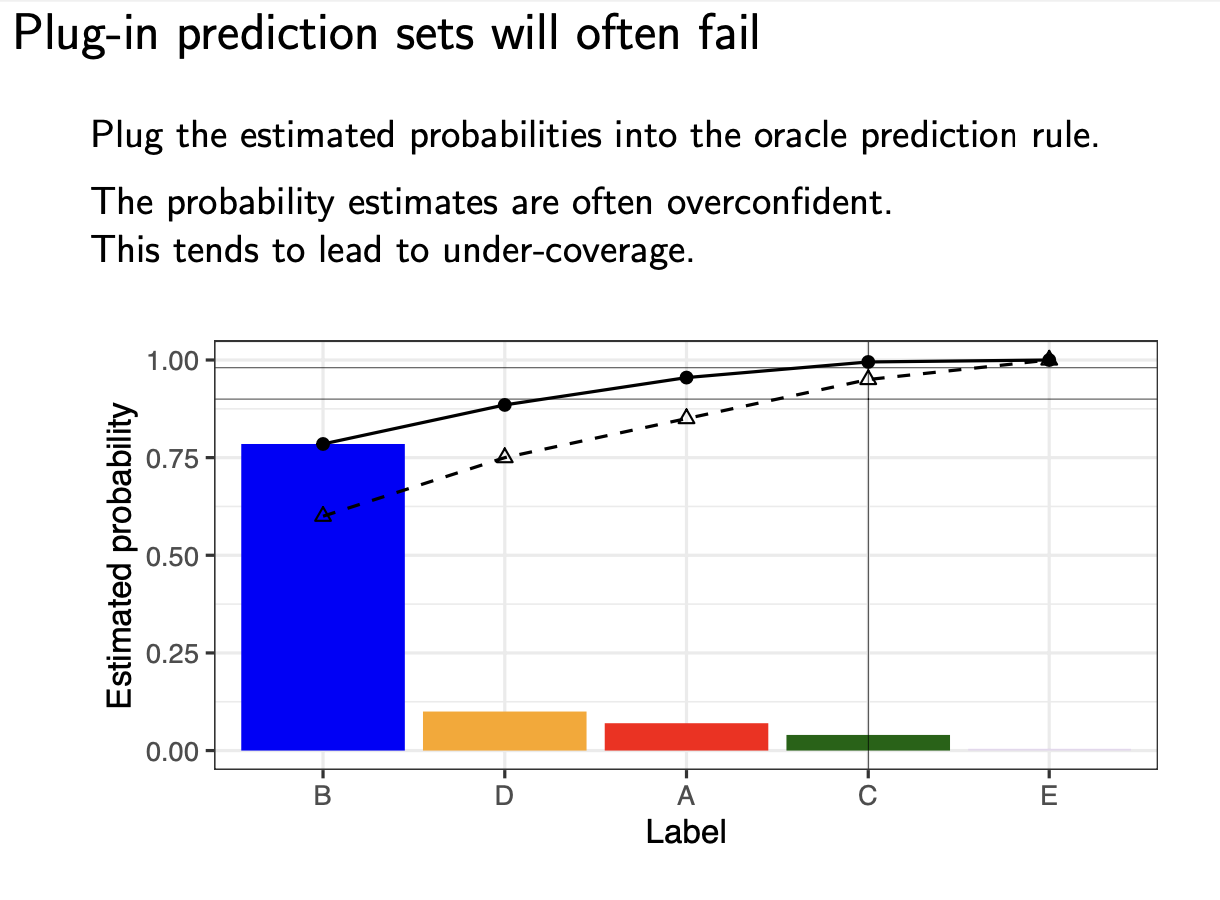 Plug-in prediction sets will often fail
Plug the estimated probabilities into the oracle prediction rule.
The probability estimates are often overconfident.
This tends to lead to under-coverage.
Estimated probability
1.00
0.75
0.50
0.25
0.00
B D A C E
Label